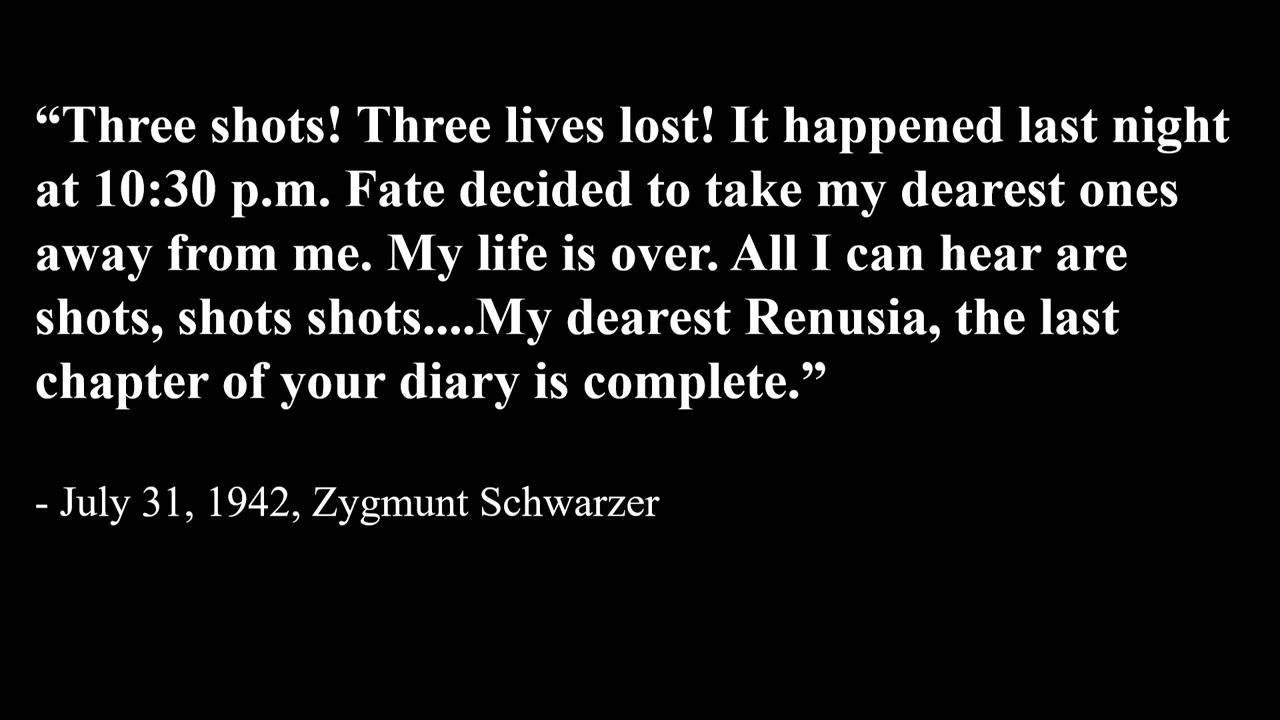 “Three shots! Three lives lost! It happened last night
at 10:30 p.m. Fate decided to take my dearest ones
away from me. My life is over. All I can hear are
shots, shots shots....My dearest Renusia, the last
chapter of your diary is complete.”
- July 31, 1942, Zygmunt Schwarzer